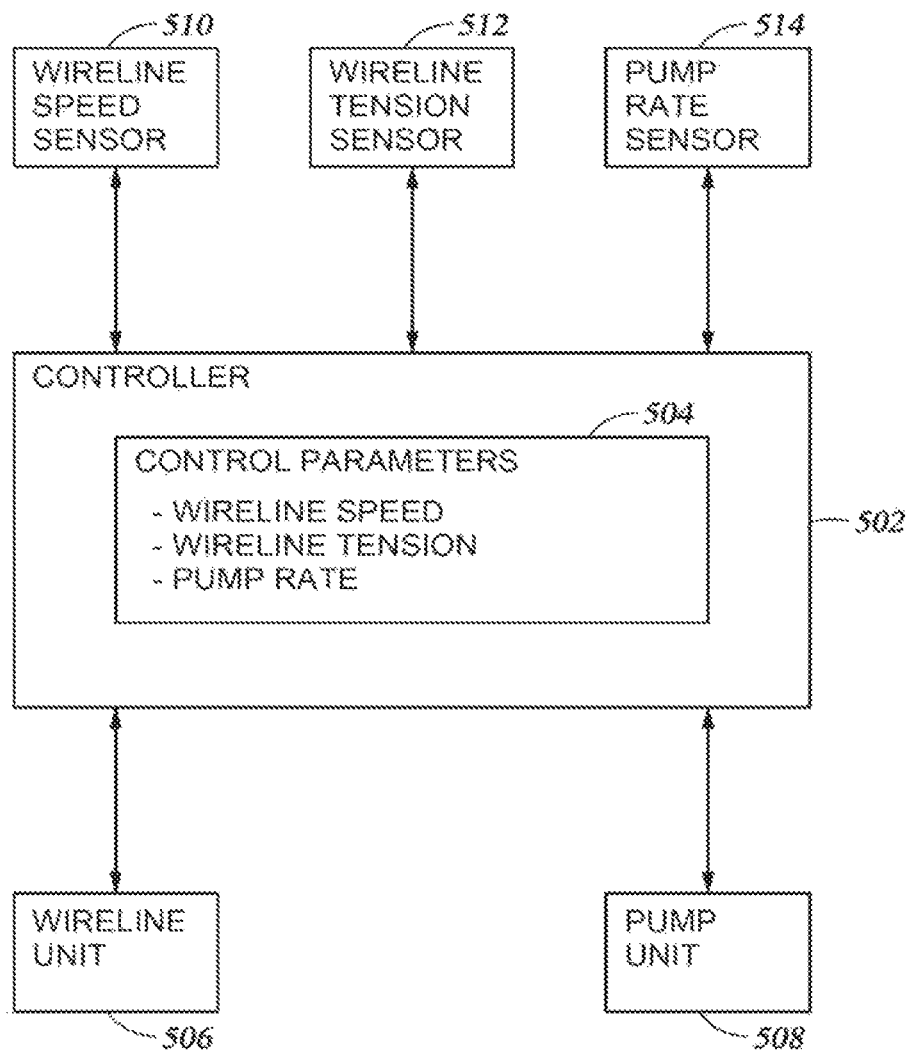 510
512
514
WIRELINE
SPEED
SENSOR
WIRELINE
TENSION
SENSOR
PUMP
RATE
SENSOR
CONTROLLER
504
CONTROL PARAMETERS
- WIRELINE SPEED
- WIRELINE TENSION
- PUMP RATE
502
WIRELINE
UNIT
PUMP
UNIT
506
508